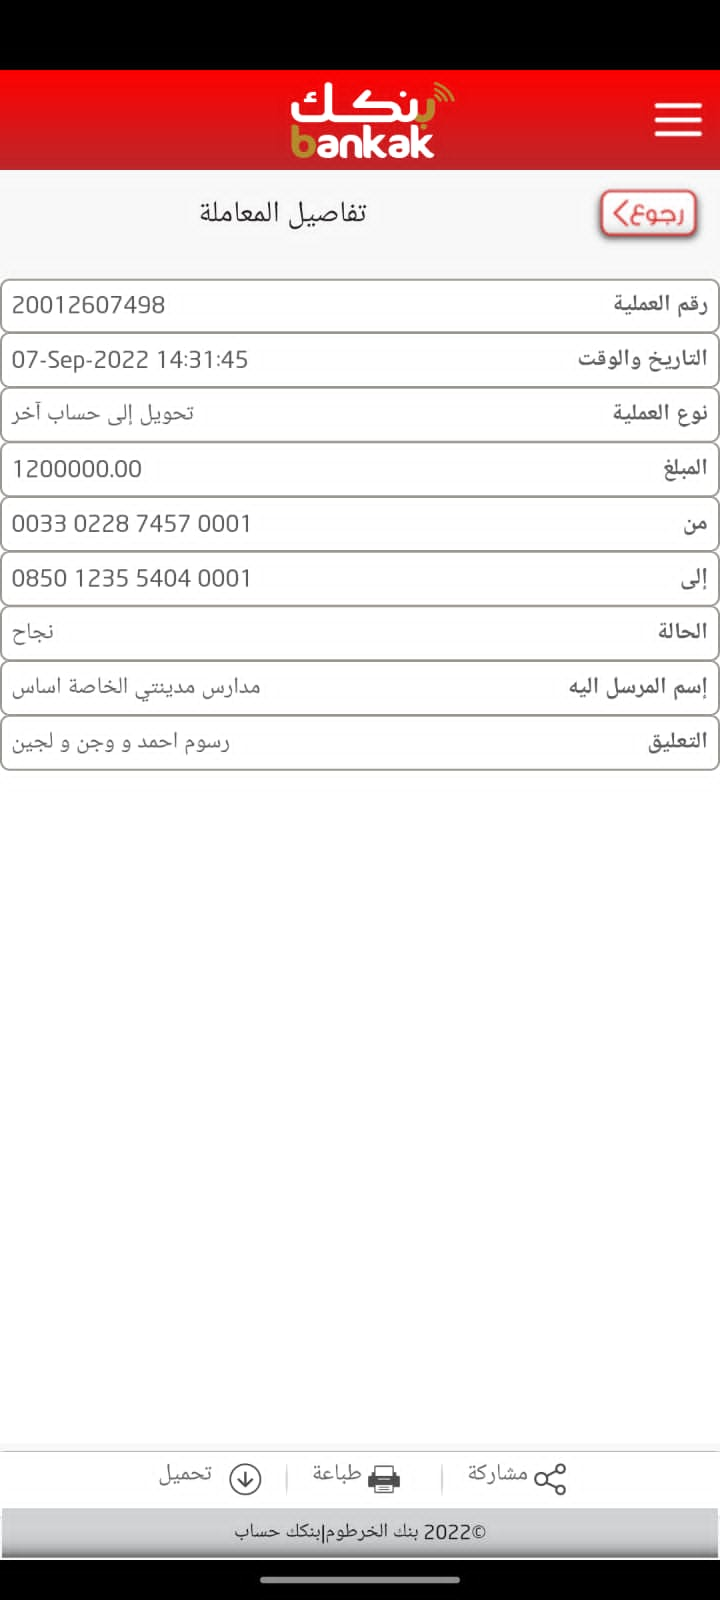 بنكك
bankak
رجوع
تفاصيل المعاملة
رقم العملية 20012607498
التاريخ والوقت 07-Sep-2022 14:31:45
نوع العملية تحويل إلى حساب آخر
المبلغ 1200000.00
من 0033 0228 7457 0001
إلى 0850 1235 5404 0001
الحالة نجاح
إسم المرسل اليه مدارس مدينتي الخاصة اساس
التعليق رسوم احمد و وجن و لجين
مشاركة | طباعة | تحميل
©2022 بنك الخرطوم|بنكك حساب